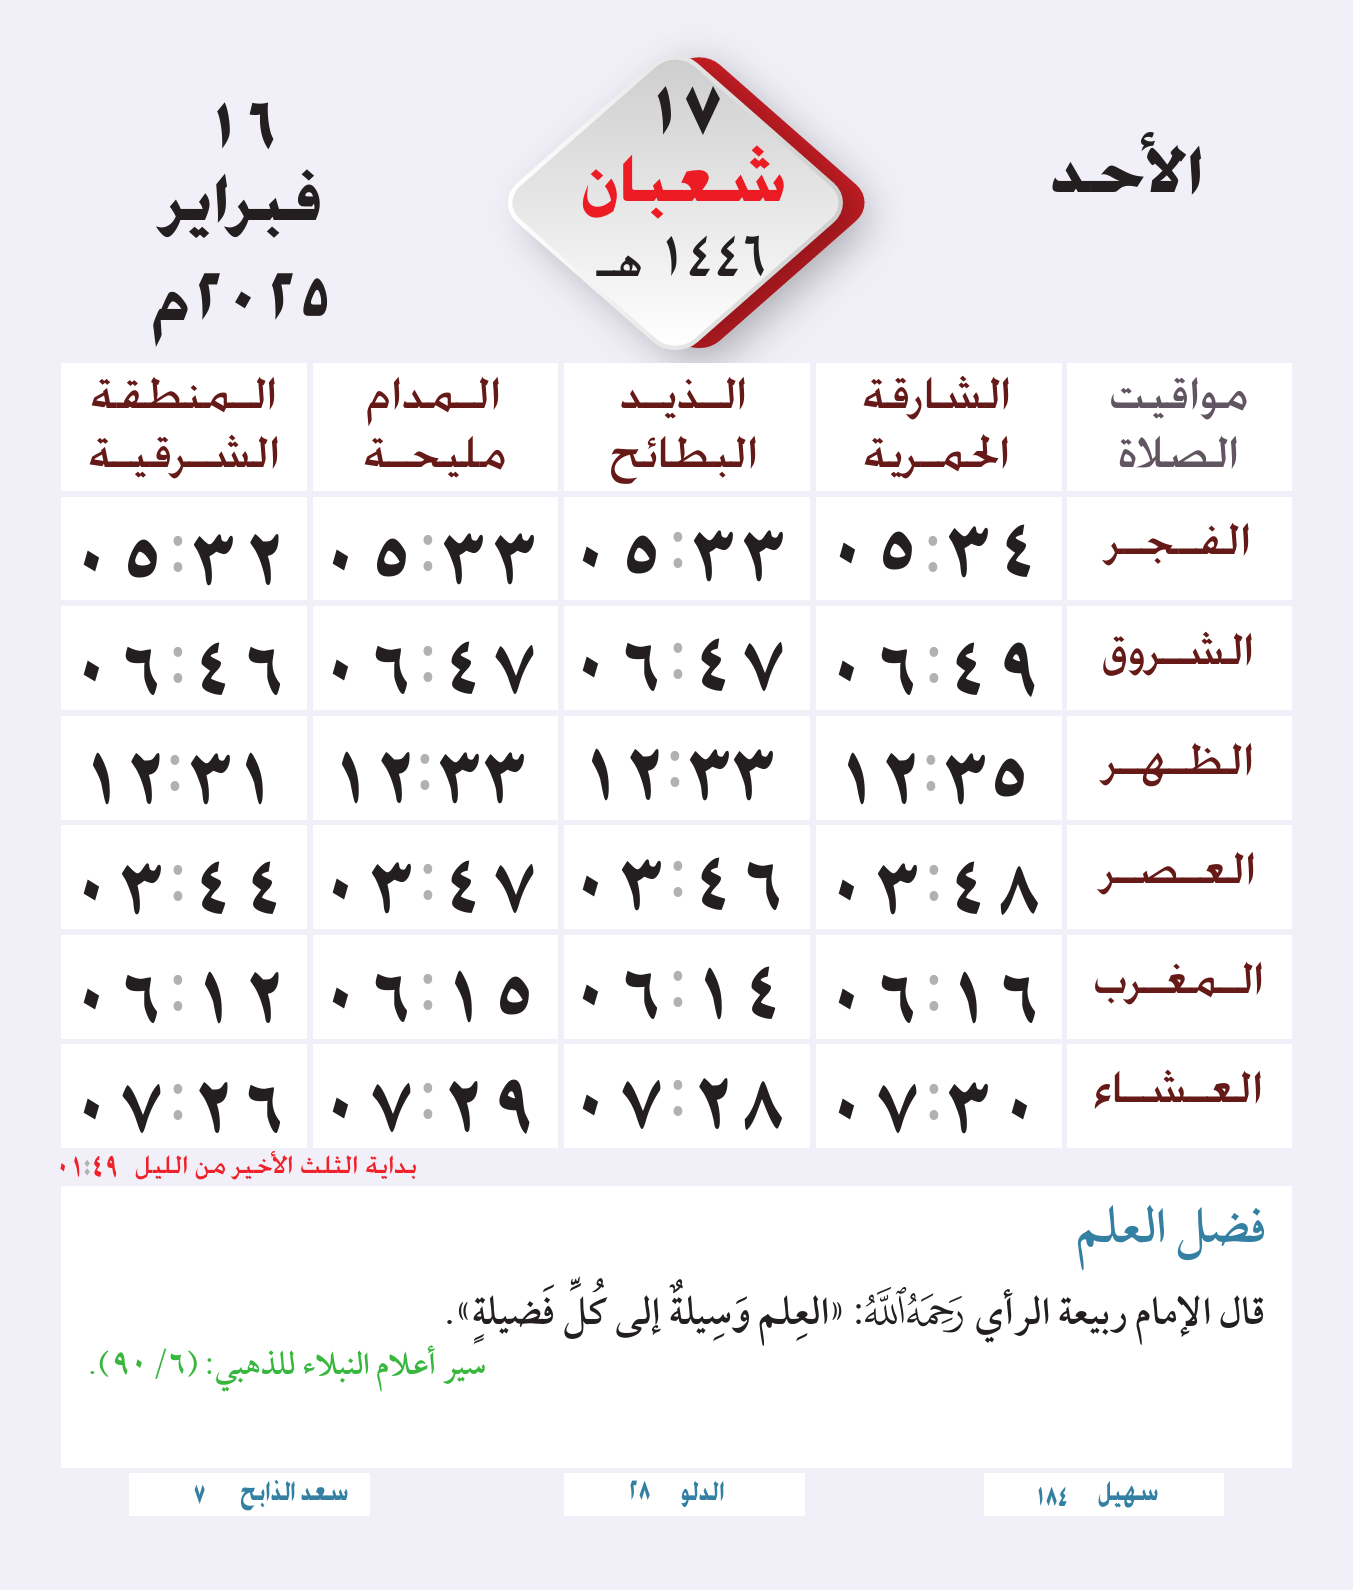 الأحد
١٧
شعبان
١٤٤٦ هـ
١٦
فبراير
٢٠٢٥م
مواقيت الصلاة
الشارقة الحمرية
الذيد البطائح
المدام مليحة
المنطقة الشرقية
الفجر ٠٥:٣٤ ٠٥:٣٣ ٠٥:٣٣ ٠٥:٣٢
الشروق ٠٦:٤٩ ٠٦:٤٧ ٠٦:٤٧ ٠٦:٤٦
الظهر ١٢:٣٥ ١٢:٣٣ ١٢:٣٣ ١٢:٣١
العصر ٠٣:٤٨ ٠٣:٤٦ ٠٣:٤٧ ٠٣:٤٤
المغرب ٠٦:١٦ ٠٦:١٤ ٠٦:١٥ ٠٦:١٢
العشاء ٠٧:٣٠ ٠٧:٢٨ ٠٧:٢٩ ٠٧:٢٦
بداية الثلث الأخير من الليل ٠١:٤٩
فضل العلم
قال الإمام ربيعة الرأي رَحِمَهُ ٱللَّهُ: «العِلم وَسِيلةٌ إلى كُلِّ فَضيلةٍ».
سير أعلام النبلاء للذهبي: (٦/ ٩٠).
سهيل ١٨٤
الدلو ٢٨
سعد الذابح ٧